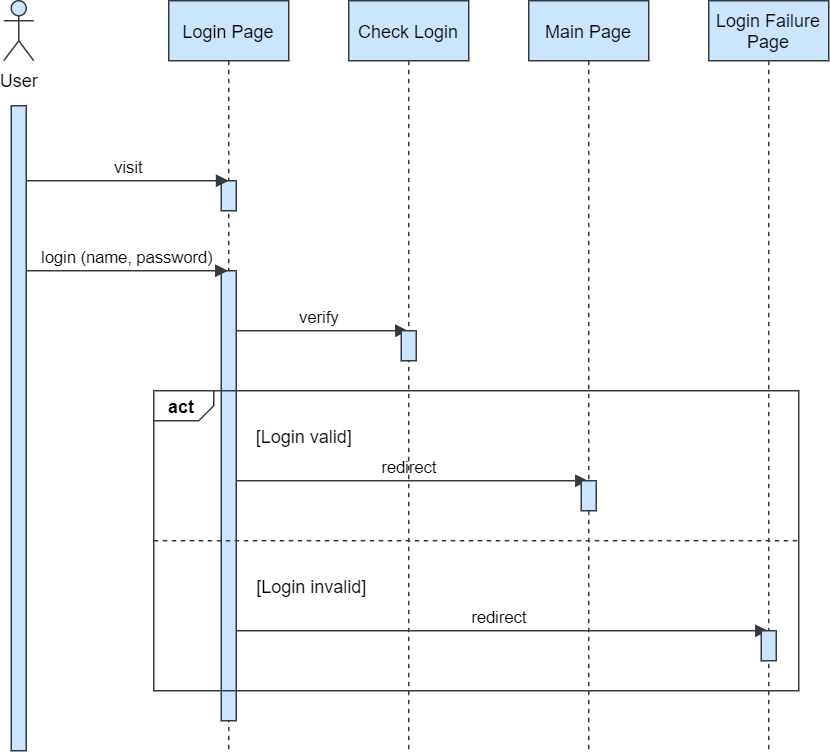 Login Page
Check Login
Main Page
Login Failure
Page
User
visit
login (name, password)
verify
act
[Login valid]
redirect
[Login invalid]
redirect